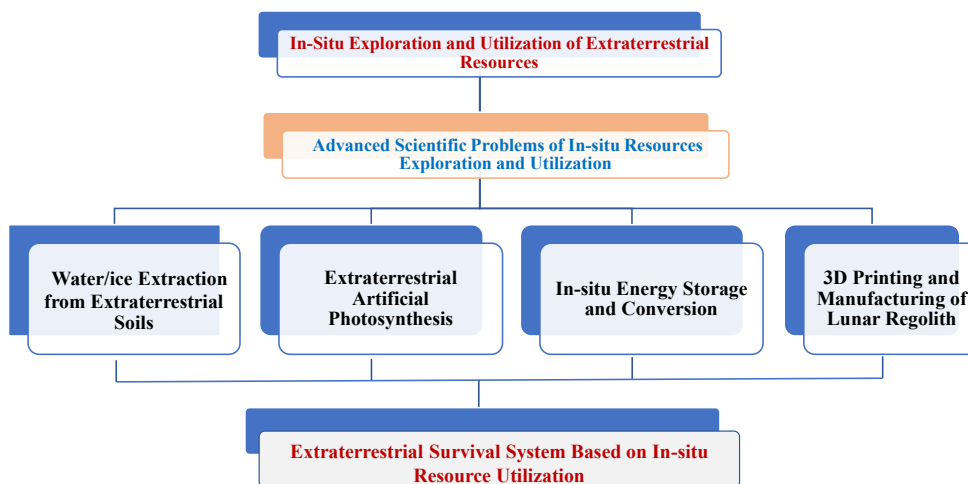 In-Situ Exploration and Utilization of Extraterrestrial
Resources
Advanced Scientific Problems of In-situ Resources
Exploration and Utilization
Water/ice Extraction
from Extraterrestrial
Soils
Extraterrestrial
Artificial
Photosynthesis
In-situ Energy Storage
and Conversion
3D Printing and
Manufacturing of
Lunar Regolith
Extraterrestrial Survival System Based on In-situ
Resource Utilization